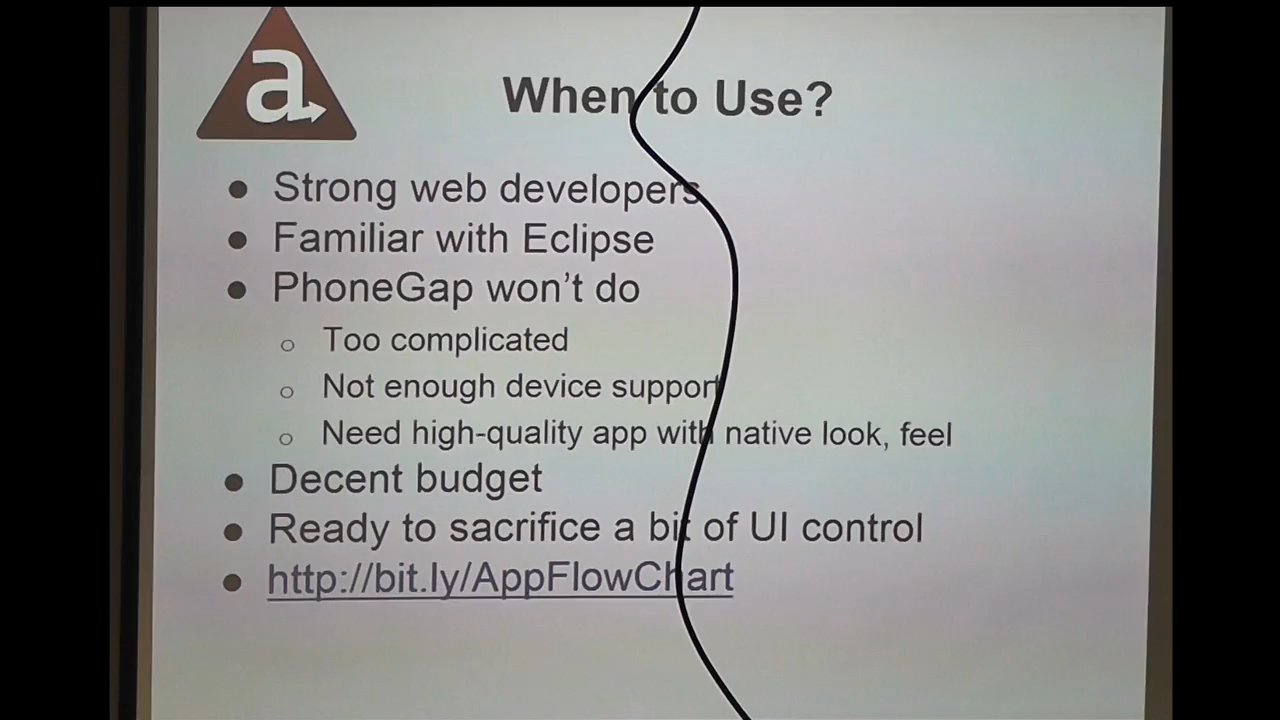 a
When to Use?
● Strong web developers
● Familiar with Eclipse
● PhoneGap won't do
○ Too complicated
○ Not enough device support
○ Need high-quality app with native look, feel
● Decent budget
● Ready to sacrifice a bit of UI control
● http://bit.ly/AppFlowChart